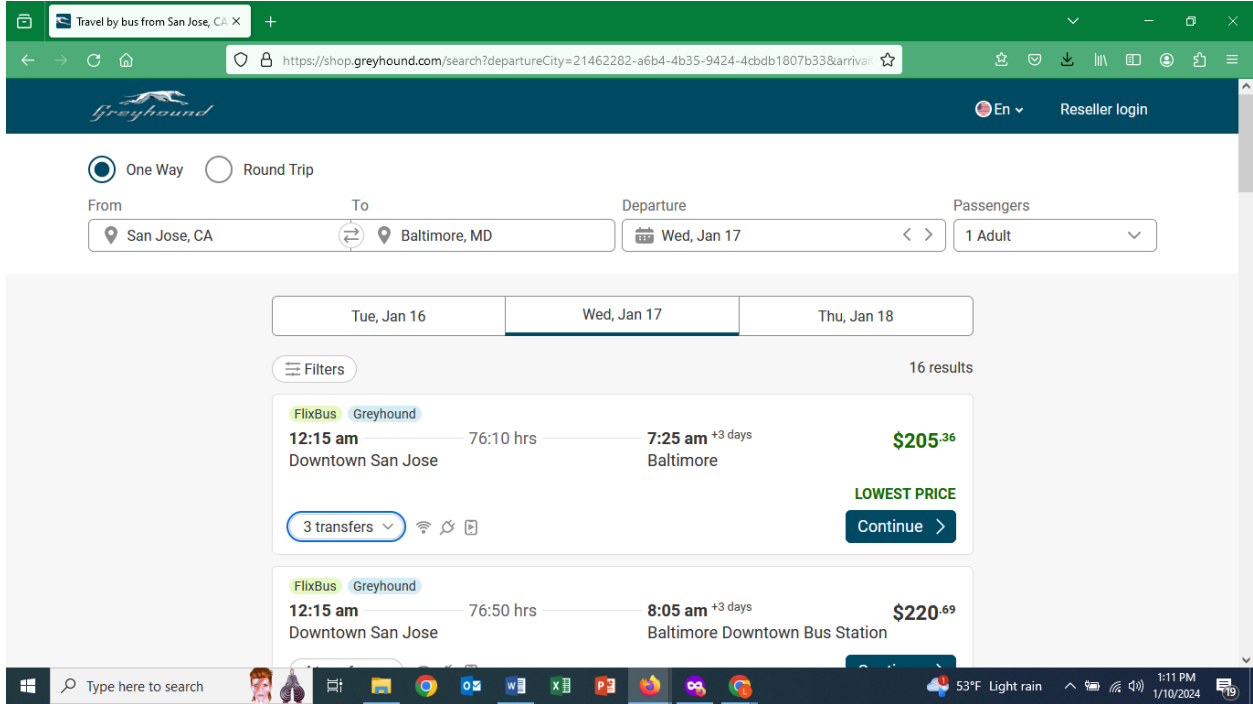 Travel by bus from San Jose, CA
https://shop.greyhound.com/search?departureCity=21462282-a6b4-4b35-9424-4cbdb1807b33&arrival
Greyhound
En
Reseller login
One Way
Round Trip
From
To
Departure
Passengers
San Jose, CA
Baltimore, MD
Wed, Jan 17
1 Adult
Tue, Jan 16
Wed, Jan 17
Thu, Jan 18
Filters
16 results
FlixBus Greyhound
12:15 am
76:10 hrs
7:25 am +3 days
$205.36
Downtown San Jose
Baltimore
LOWEST PRICE
3 transfers
Continue
FlixBus Greyhound
12:15 am
76:50 hrs
8:05 am +3 days
$220.69
Downtown San Jose
Baltimore Downtown Bus Station
Type here to search
53°F Light rain
1:11 PM
1/10/2024
19